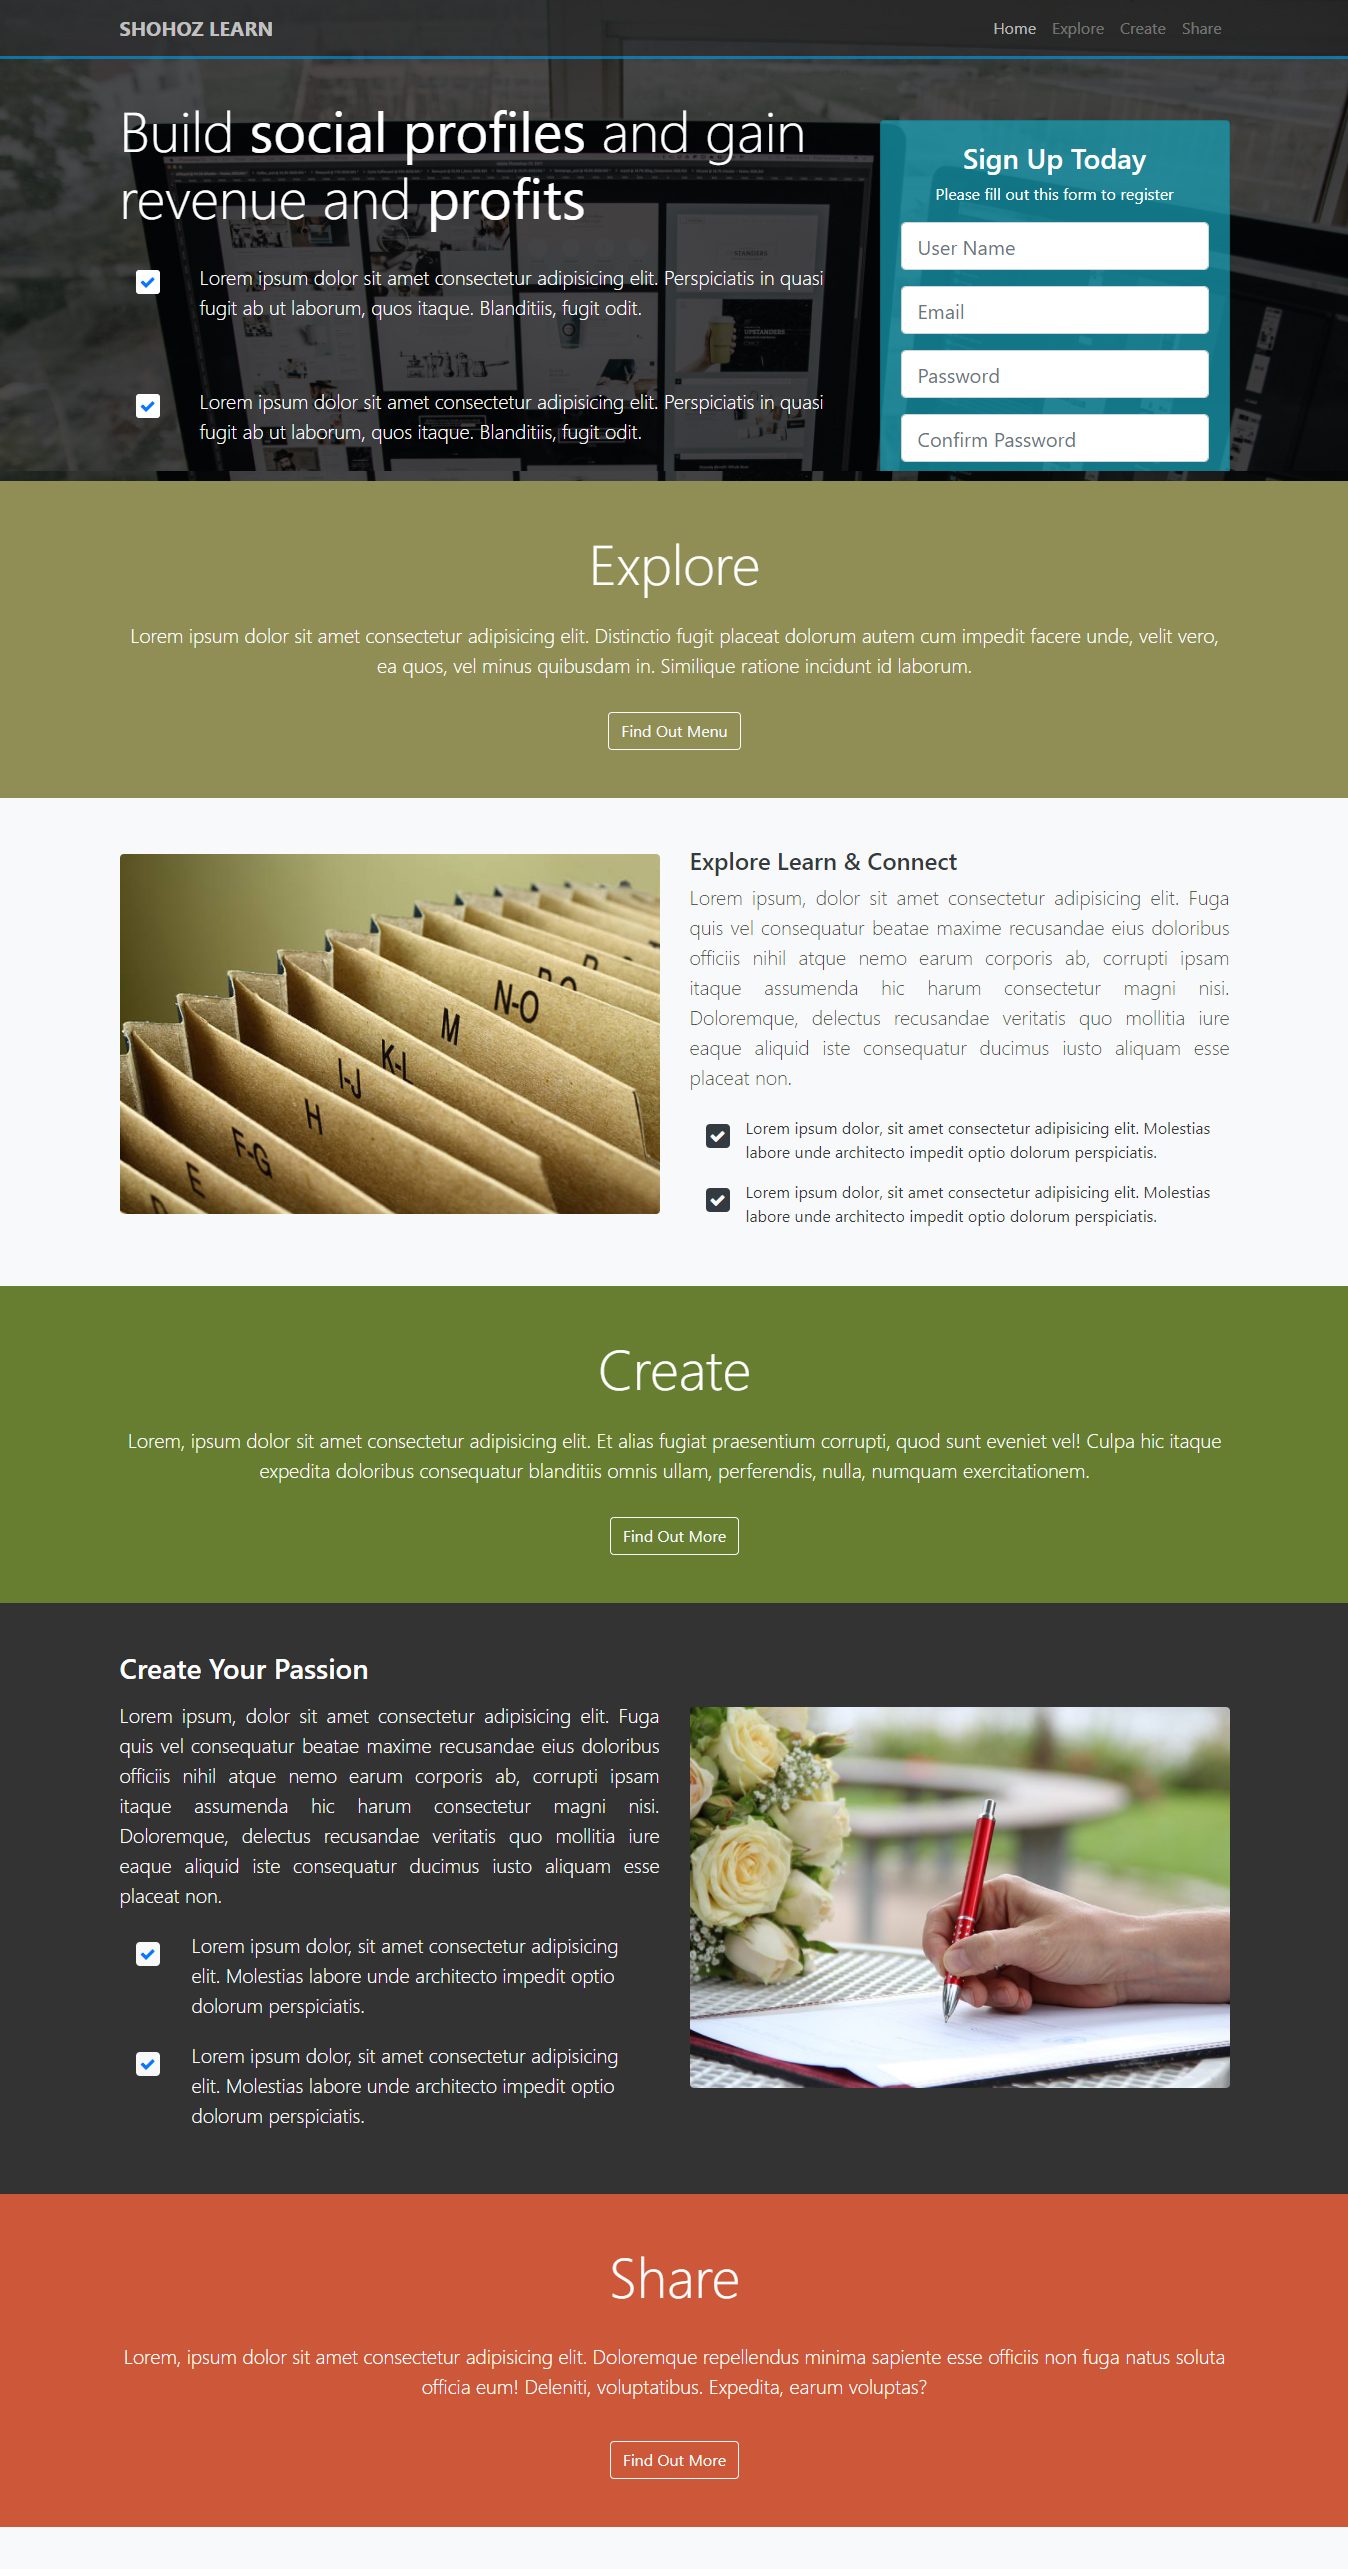 SHOHOZ LEARN
Home Explore Create Share
Build social profiles and gain
revenue and profits
Lorem ipsum dolor sit amet consectetur adipisicing elit. Perspiciatis in quasi
fugit ab ut laborum, quos itaque. Blanditiis, fugit odit.
Lorem ipsum dolor sit amet consectetur adipisicing elit. Perspiciatis in quasi
fugit ab ut laborum, quos itaque. Blanditiis, fugit odit.
Sign Up Today
Please fill out this form to register
User Name
Email
Password
Confirm Password
Explore
Lorem ipsum dolor sit amet consectetur adipisicing elit. Distinctio fugit placeat dolorum autem cum impedit facere unde, velit vero,
ea quos, vel minus quibusdam in. Similique ratione incidunt id laborum.
Find Out Menu
E
F-G
H
I-J
K-L
M
N-O
Explore Learn & Connect
Lorem ipsum, dolor sit amet consectetur adipisicing elit. Fuga
quis vel consequatur beatae maxime recusandae eius doloribus
officiis nihil atque nemo earum corporis ab, corrupti ipsam
itaque assumenda hic harum consectetur magni nisi.
Doloremque, delectus recusandae veritatis quo mollitia iure
eaque aliquid iste consequatur ducimus iusto aliquam esse
placeat non.
Lorem ipsum dolor, sit amet consectetur adipisicing elit. Molestias
labore unde architecto impedit optio dolorum perspiciatis.
Lorem ipsum dolor, sit amet consectetur adipisicing elit. Molestias
labore unde architecto impedit optio dolorum perspiciatis.
Create
Lorem, ipsum dolor sit amet consectetur adipisicing elit. Et alias fugiat praesentium corrupti, quod sunt eveniet vel! Culpa hic itaque
expedita doloribus consequatur blanditiis omnis ullam, perferendis, nulla, numquam exercitationem.
Find Out More
Create Your Passion
Lorem ipsum, dolor sit amet consectetur adipisicing elit. Fuga
quis vel consequatur beatae maxime recusandae eius doloribus
officiis nihil atque nemo earum corporis ab, corrupti ipsam
itaque assumenda hic harum consectetur magni nisi.
Doloremque, delectus recusandae veritatis quo mollitia iure
eaque aliquid iste consequatur ducimus iusto aliquam esse
placeat non.
Lorem ipsum dolor, sit amet consectetur adipisicing
elit. Molestias labore unde architecto impedit optio
dolorum perspiciatis.
Lorem ipsum dolor, sit amet consectetur adipisicing
elit. Molestias labore unde architecto impedit optio
dolorum perspiciatis.
Share
Lorem, ipsum dolor sit amet consectetur adipisicing elit. Doloremque repellendus minima sapiente esse officiis non fuga natus soluta
officia eum! Deleniti, voluptatibus. Expedita, earum voluptas?
Find Out More